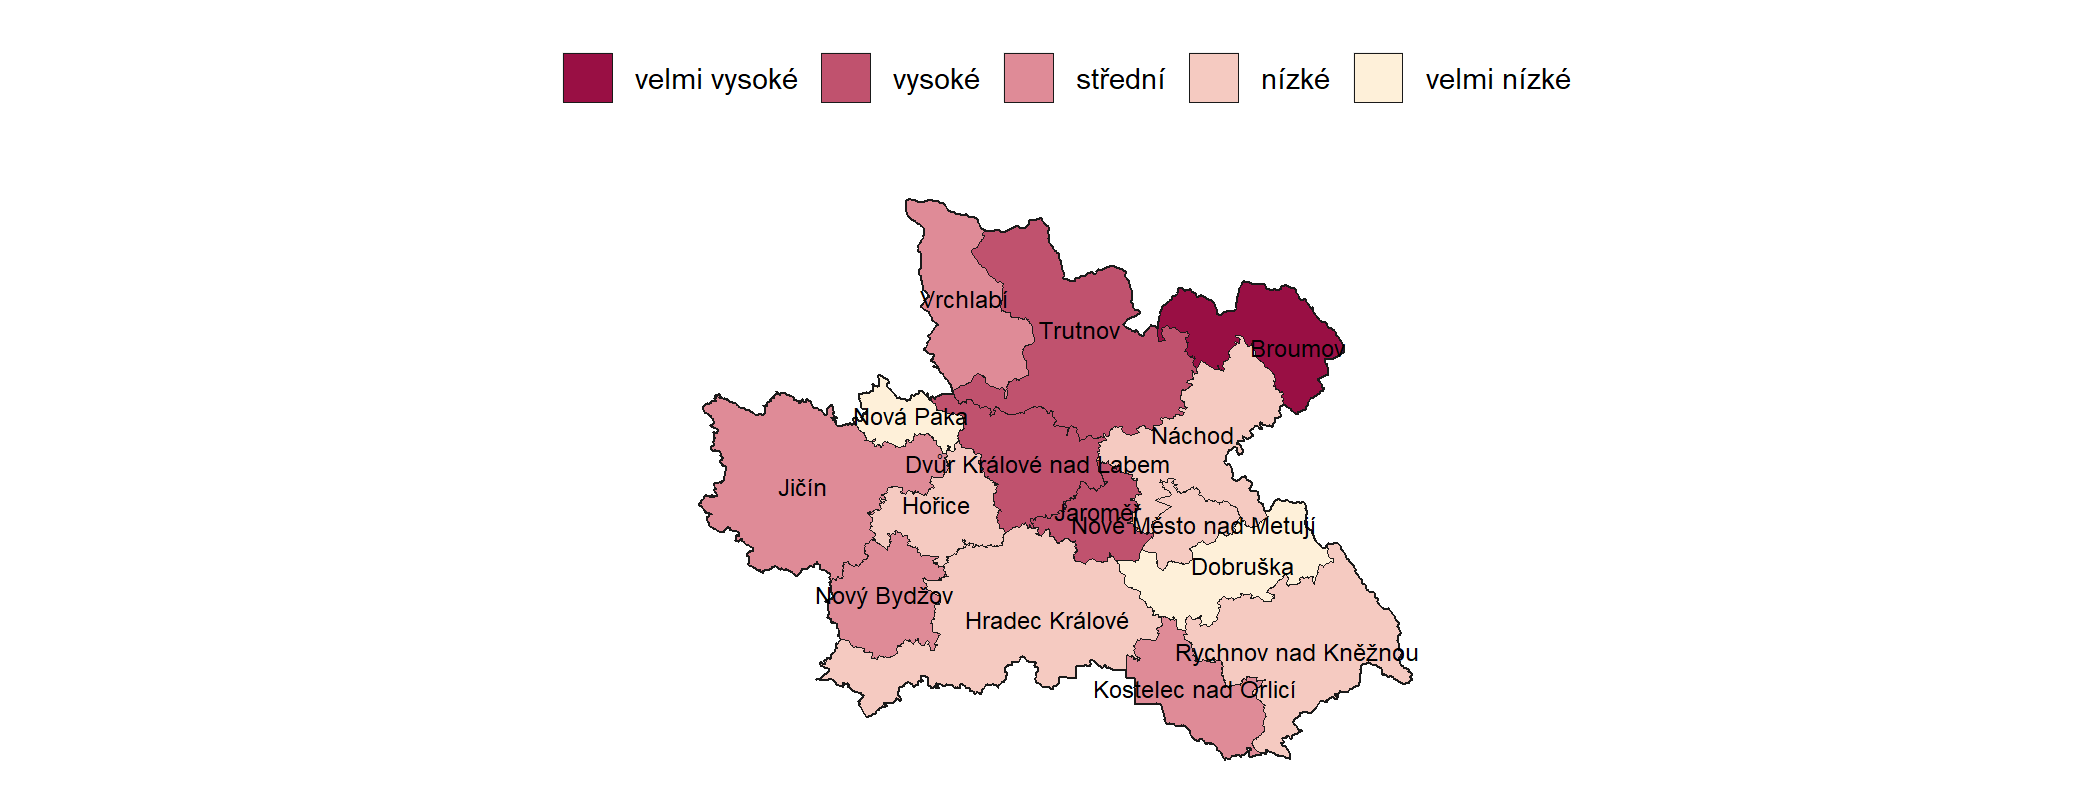 velmi vysoké
vysoké
střední
nízké
velmi nízké
Vrchlabí
Trutnov
Broumov
Nová Paka
Náchod
Dvůr Králové nad Labem
Jičín
Hořice
Jaroměř
Nové Město nad Metují
Dobruška
Nový Bydžov
Hradec Králové
Rychnov nad Kněžnou
Kostelec nad Orlicí